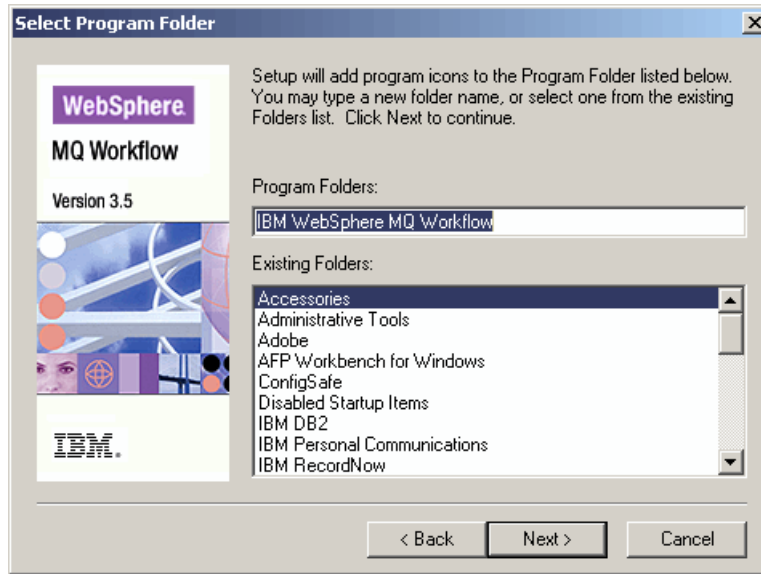 Select Program Folder
WebSphere
MQ Workflow
Version 3.5
IBM.
Setup will add program icons to the Program Folder listed below.
You may type a new folder name, or select one from the existing
Folders list. Click Next to continue.
Program Folders:
IBM WebSphere MQ Workflow
Existing Folders:
Accessories
Administrative Tools
Adobe
AFP Workbench for Windows
ConfigSafe
Disabled Startup Items
IBM DB2
IBM Personal Communications
IBM RecordNow
< Back
Next >
Cancel